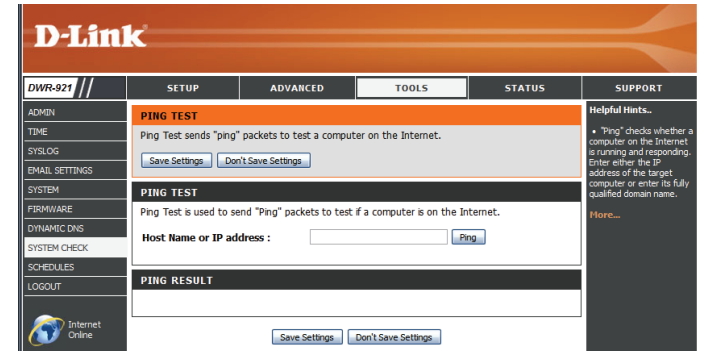 D-Link
DWR-921 // SETUP ADVANCED TOOLS STATUS SUPPORT
ADMIN
TIME
SYSLOG
EMAIL SETTINGS
SYSTEM
FIRMWARE
DYNAMIC DNS
SYSTEM CHECK
SCHEDULES
LOGOUT
Internet
Online
PING TEST
Ping Test sends "ping" packets to test a computer on the Internet.
Save Settings Don't Save Settings
PING TEST
Ping Test is used to send "Ping" packets to test if a computer is on the Internet.
Host Name or IP address : Ping
PING RESULT
Save Settings Don't Save Settings
Helpful Hints..
• "Ping" checks whether a
computer on the Internet
is running and responding.
Enter either the IP
address of the target
computer or enter its fully
qualified domain name.
More...